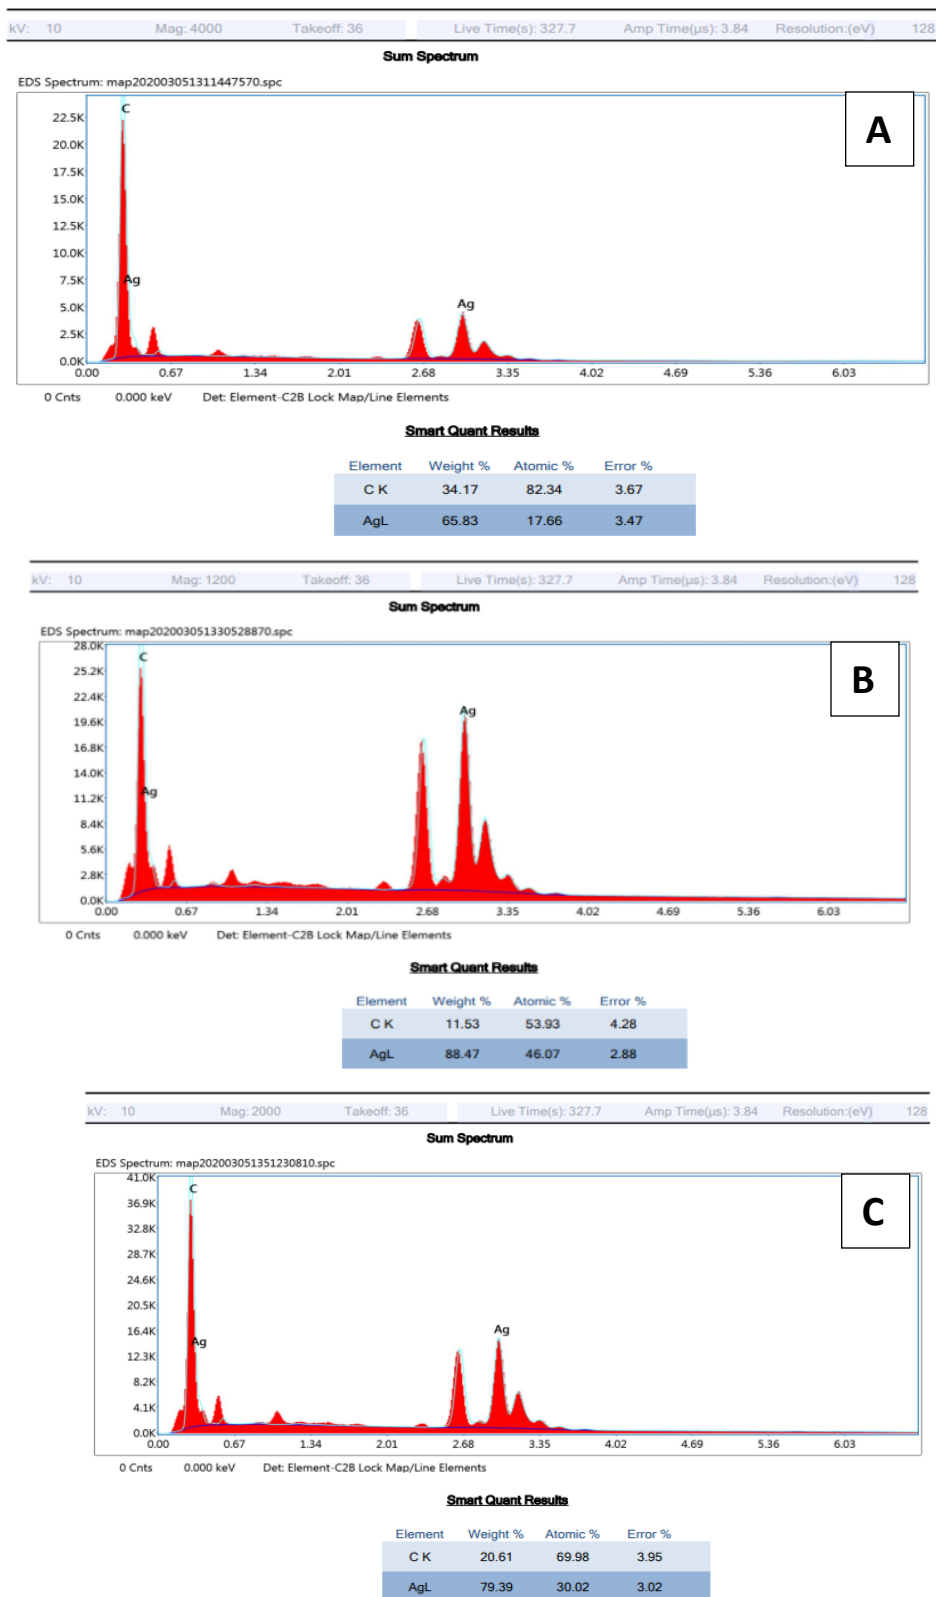 kV: 10 Mag: 4000 Takeoff: 36 Live Time(s): 327.7 Amp Time(µs): 3.84 Resolution:(eV) 128
Sum Spectrum
EDS Spectrum: map202003051311447570.spc
A
C
22.5K
20.0K
17.5K
15.0K
12.5K
10.0K
7.5K
Ag
5.0K
Ag
2.5K
0.0K
0.00 0.67 1.34 2.01 2.68 3.35 4.02 4.69 5.36 6.03
0 Cnts 0.000 keV Det: Element-C2B Lock Map/Line Elements
Smart Quant Results
Element Weight % Atomic % Error %
C K 34.17 82.34 3.67
AgL 65.83 17.66 3.47
kV: 10 Mag: 1200 Takeoff: 36 Live Time(s): 327.7 Amp Time(µs): 3.84 Resolution:(eV) 128
Sum Spectrum
EDS Spectrum: map202003051330528870.spc
B
28.0K
C
25.2K
22.4K
Ag
19.6K
16.8K
14.0K
11.2K
Ag
8.4K
5.6K
2.8K
0.0K
0.00 0.67 1.34 2.01 2.68 3.35 4.02 4.69 5.36 6.03
0 Cnts 0.000 keV Det: Element-C2B Lock Map/Line Elements
Smart Quant Results
Element Weight % Atomic % Error %
C K 11.53 53.93 4.28
AgL 88.47 46.07 2.88
kV: 10 Mag: 2000 Takeoff: 36 Live Time(s): 327.7 Amp Time(µs): 3.84 Resolution:(eV) 128
Sum Spectrum
EDS Spectrum: map202003051351230810.spc
C
41.0K
C
36.9K
32.8K
28.7K
24.6K
20.5K
16.4K
Ag
Ag
12.3K
8.2K
4.1K
0.0K
0.00 0.67 1.34 2.01 2.68 3.35 4.02 4.69 5.36 6.03
0 Cnts 0.000 keV Det: Element-C2B Lock Map/Line Elements
Smart Quant Results
Element Weight % Atomic % Error %
C K 20.61 69.98 3.95
AgL 79.39 30.02 3.02